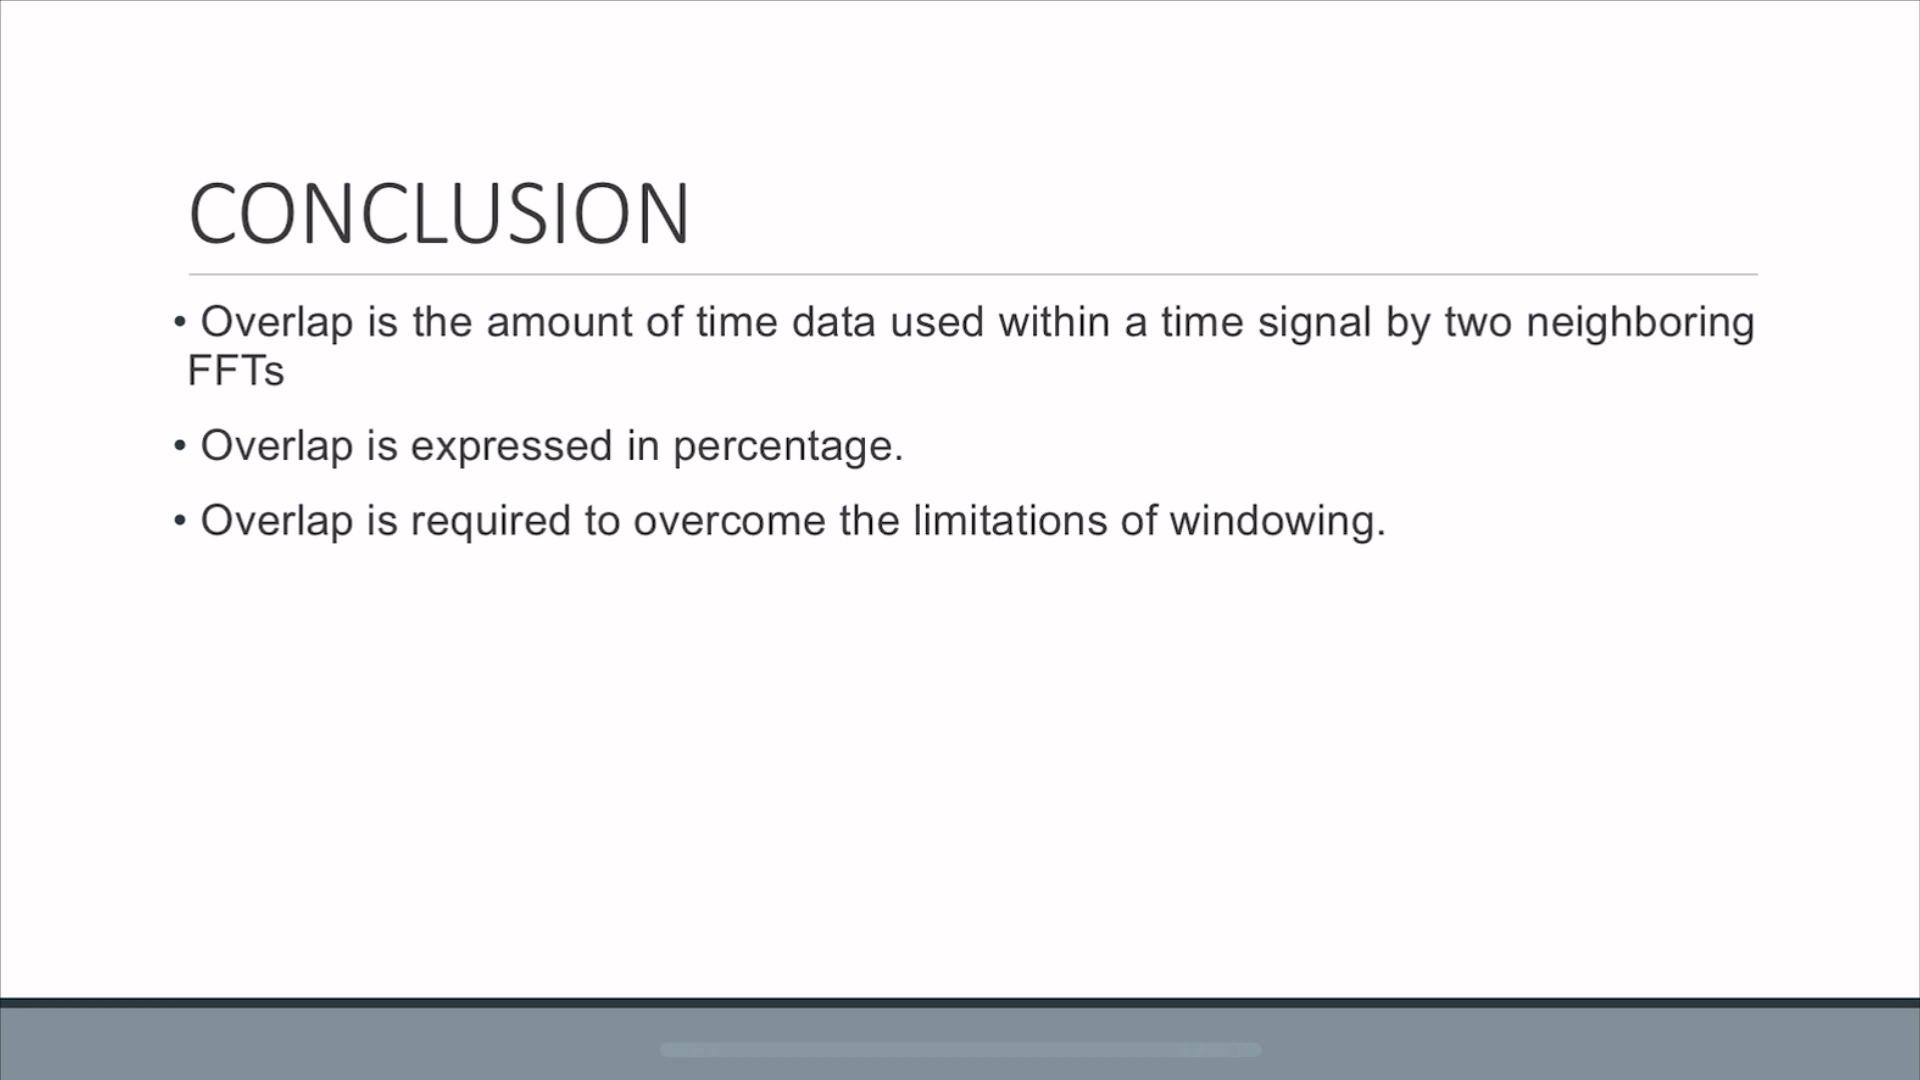 CONCLUSION
• Overlap is the amount of time data used within a time signal by two neighboring
FFTs
• Overlap is expressed in percentage.
• Overlap is required to overcome the limitations of windowing.